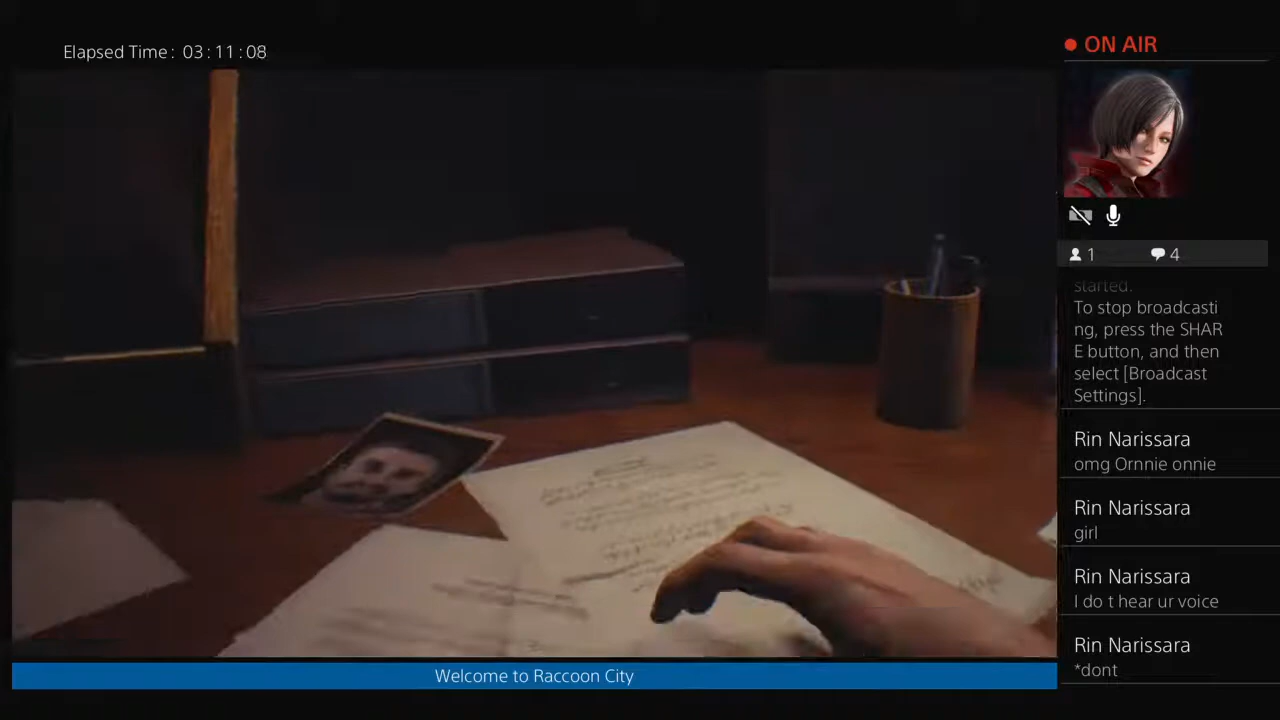 Elapsed Time: 03:11:08
ON AIR
1
4
started.
To stop broadcasti
ng, press the SHAR
E button, and then
select [Broadcast
Settings].
Rin Narissara
omg Ornnie onnie
Rin Narissara
girl
Rin Narissara
I do t hear ur voice
Rin Narissara
*dont
Welcome to Raccoon City